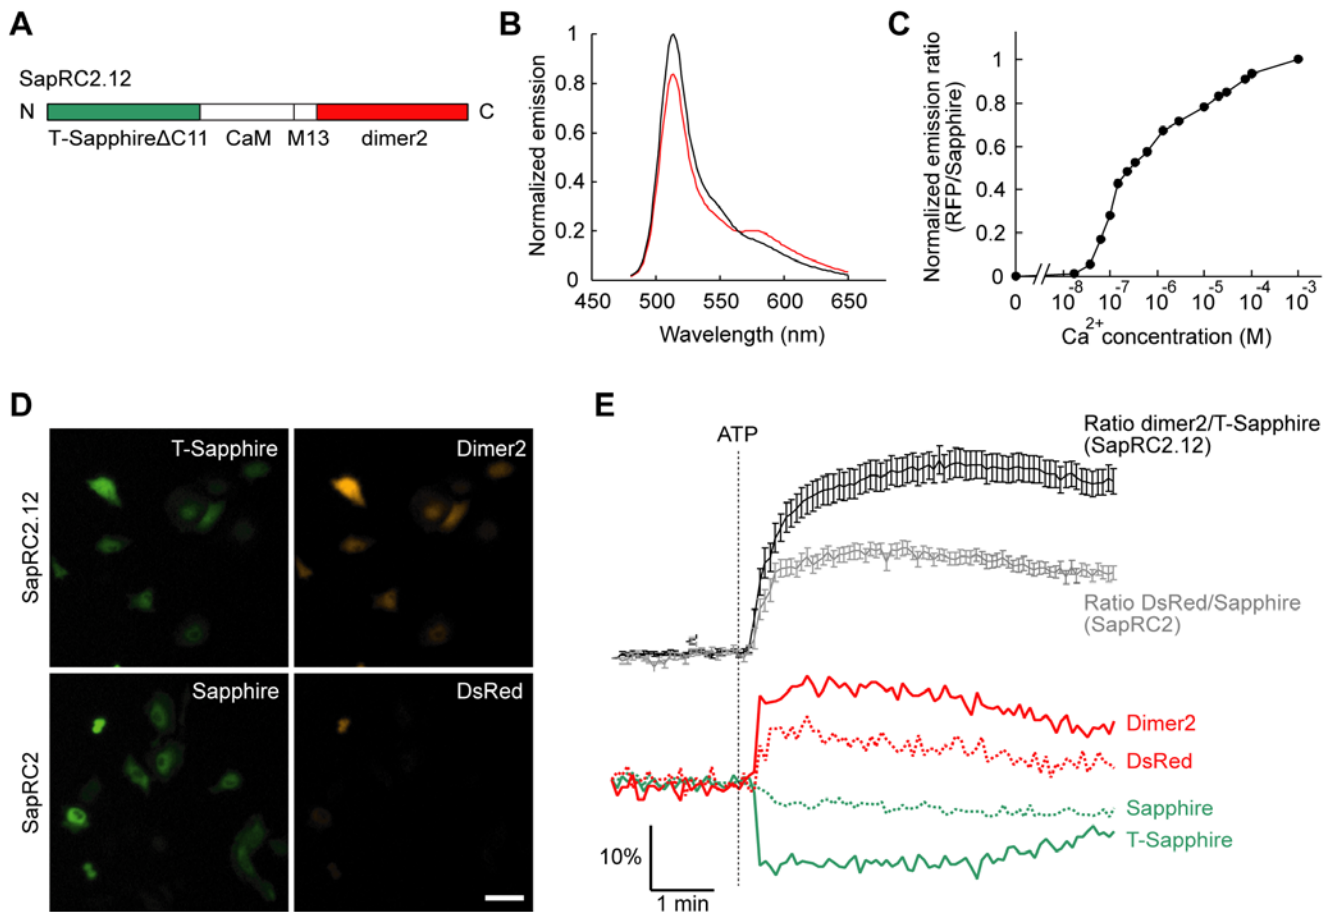 A
SapRC2.12
N
C
T-SapphireΔC11
CaM
M13
dimer2
B
Normalized emission
1
0.8
0.6
0.4
0.2
0
450
500
550
600
650
Wavelength (nm)
C
Normalized emission ratio
(RFP/Sapphire)
1
0.8
0.6
0.4
0.2
0
0
10-8
10-7
10-6
10-5
10-4
10-3
Ca2+ concentration (M)
D
SapRC2.12
T-Sapphire
Dimer2
SapRC2
Sapphire
DsRed
E
ATP
Ratio dimer2/T-Sapphire
(SapRC2.12)
Ratio DsRed/Sapphire
(SapRC2)
Dimer2
DsRed
Sapphire
T-Sapphire
10%
1 min